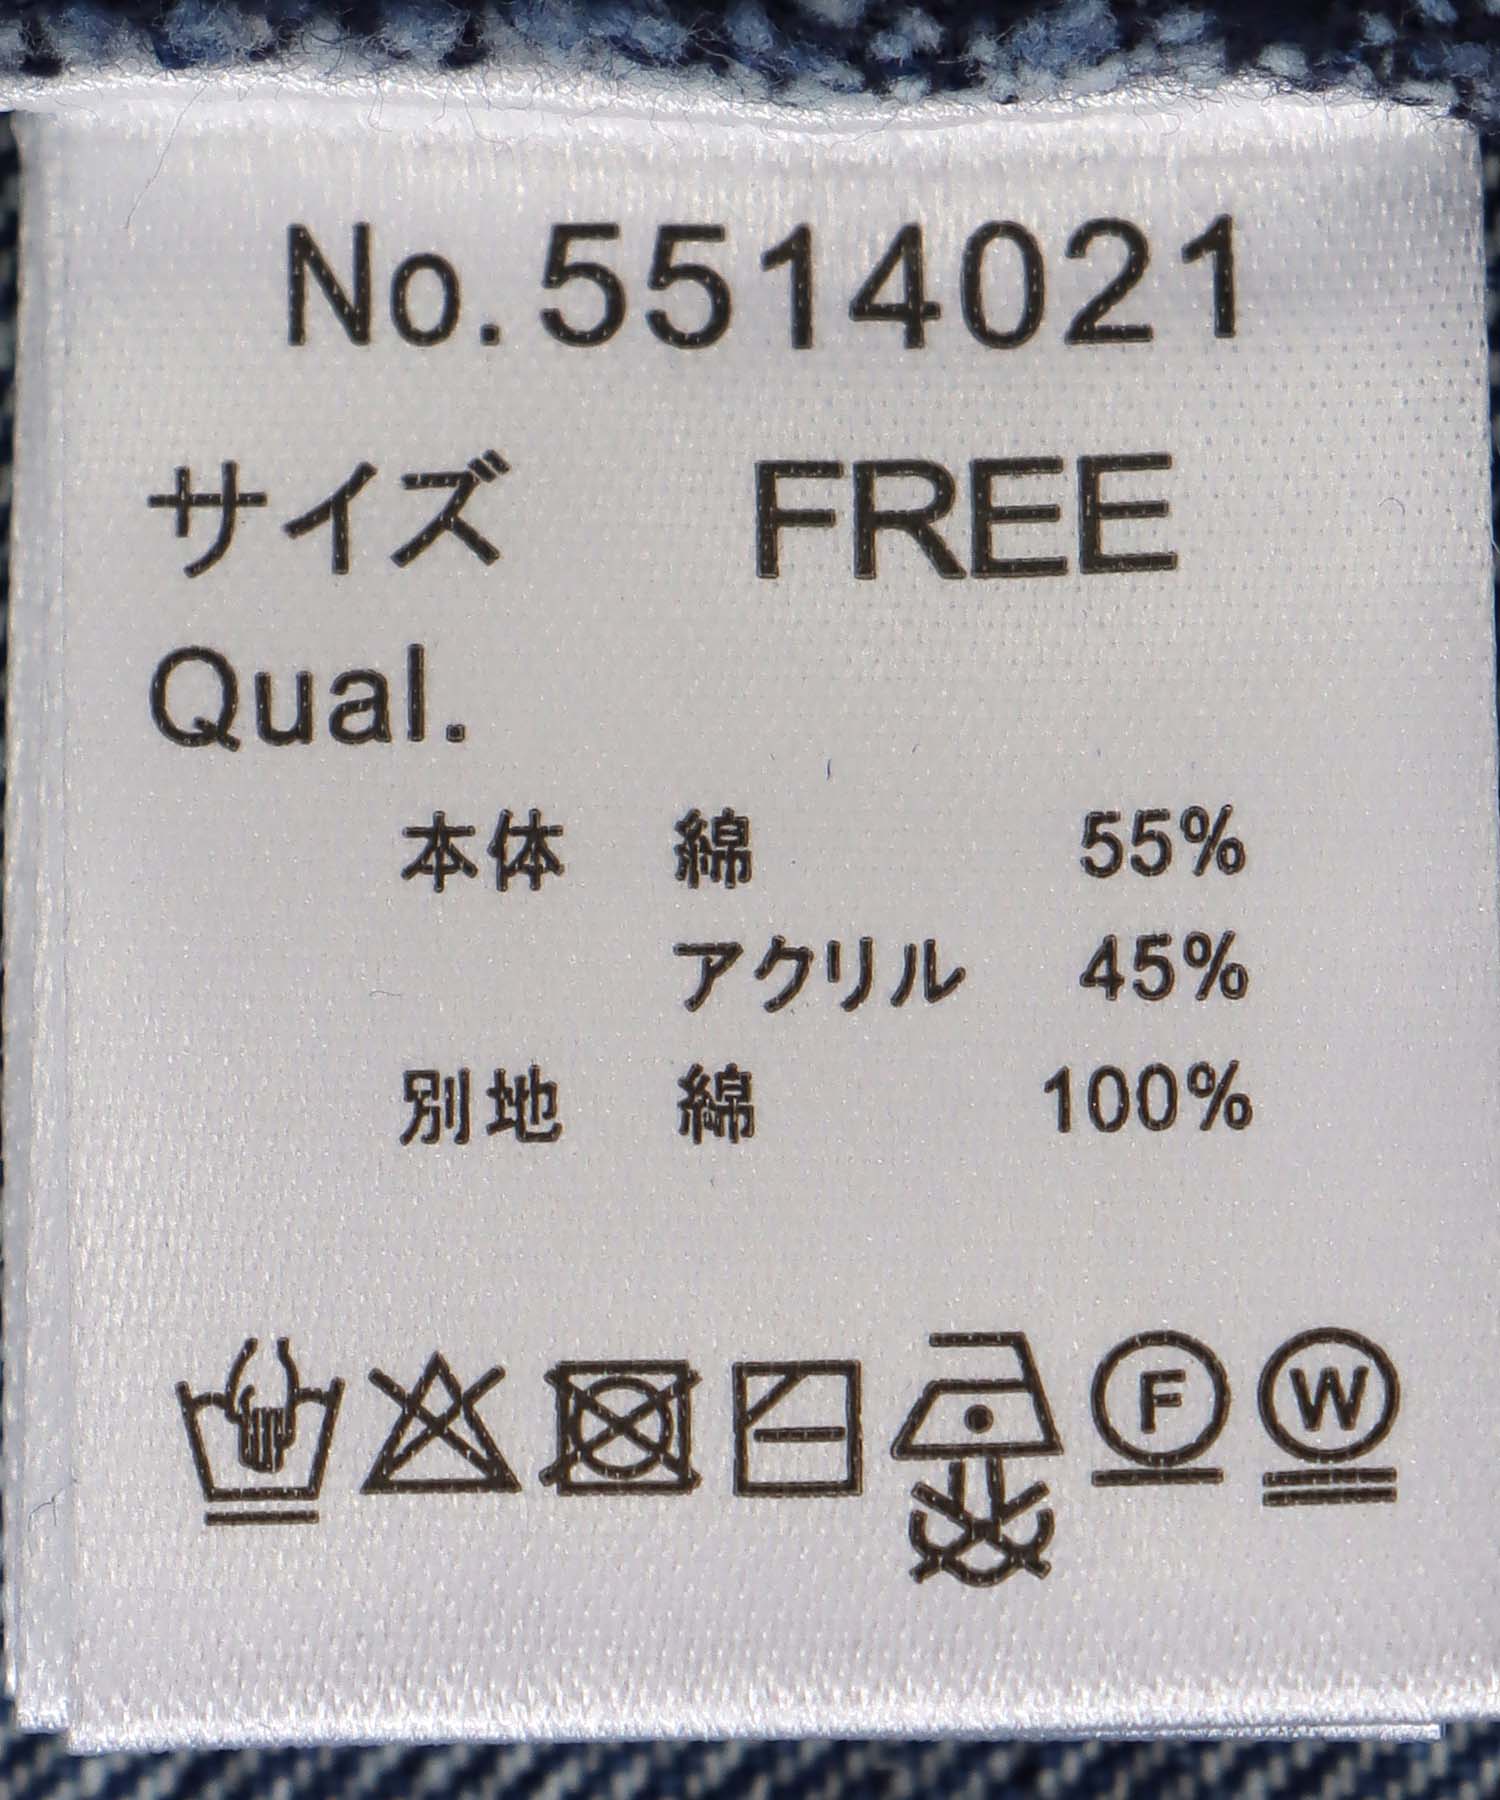 No. 5514021
サイズ FREE
Qual.
本体 綿 55%
アクリル 45%
別地 綿 100%
F W